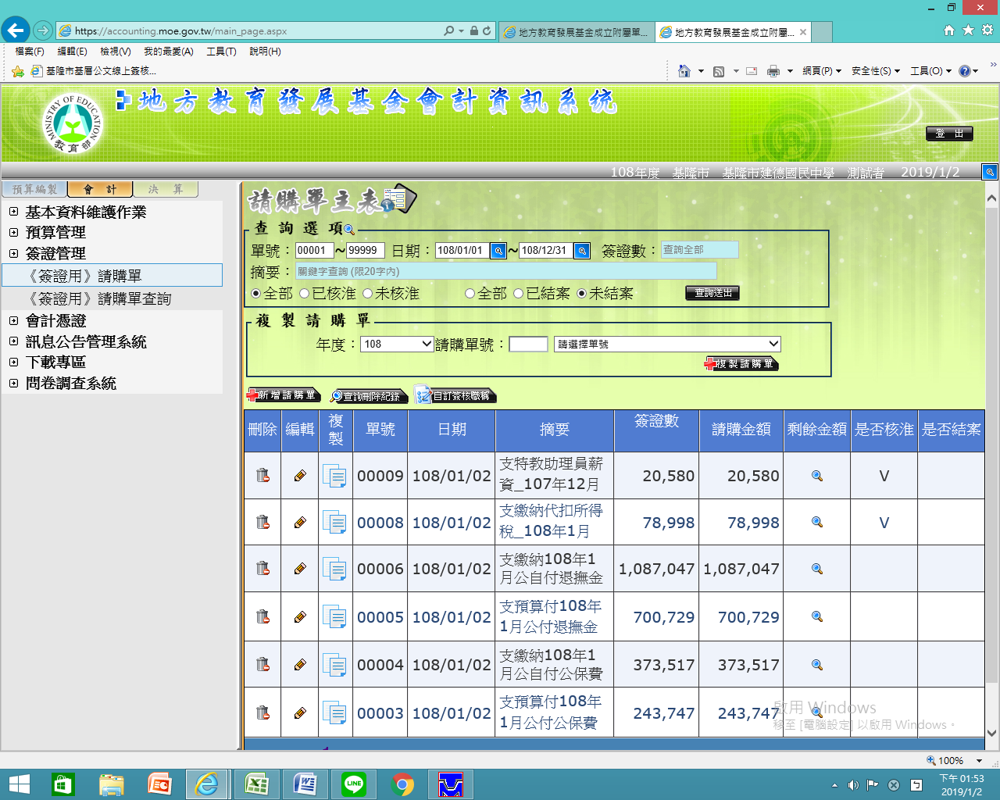 https://accounting.moe.gov.tw/main_page.aspx
地方教育發展基金成立附屬單...
地方教育發展基金成立附屬...
檔案(F) 編輯(E) 檢視(V) 我的最愛(A) 工具(T) 說明(H)
基隆市基層公文線上簽核...
網頁(P) 安全性(S) 工具(O)
MINISTRY OF EDUCATION
教育部
地方教育發展基金會計資訊系統
登 出
108年度 基隆市 基隆市建德國民中學 測試者 2019/1/2
預算編製 會計 決算
基本資料維護作業
預算管理
簽證管理
《簽證用》請購單
《簽證用》請購單查詢
會計憑證
訊息公告管理系統
下載專區
問卷調查系統
請購單主表
查詢選項
單號：00001~99999 日期：108/01/01~108/12/31 簽證數：查詢全部
摘要：關鍵字查詢 (限20字內)
全部 已核准 未核准 全部 已結案 未結案 查詢送出
複製請購單
年度：108 請購單號： 請選擇單號
複製請購單
新增請購單 查詢刪除紀錄 自訂簽核職稱
刪除 編輯 複製 單號 日期 摘要 簽證數 請購金額 剩餘金額 是否核准 是否結案
00009 108/01/02 支特教助理員薪資_107年12月 20,580 20,580 V
00008 108/01/02 支繳納代扣所得稅_108年1月 78,998 78,998 V
00006 108/01/02 支繳納108年1月公自付退撫金 1,087,047 1,087,047
00005 108/01/02 支預算付108年1月公付退撫金 700,729 700,729
00004 108/01/02 支繳納108年1月公自付公保費 373,517 373,517
00003 108/01/02 支預算付108年1月公付公保費 243,747 243,747
啟用 Windows
移至 [電腦設定] 以啟用 Windows。
100%
LINE
下午 01:53
2019/1/2